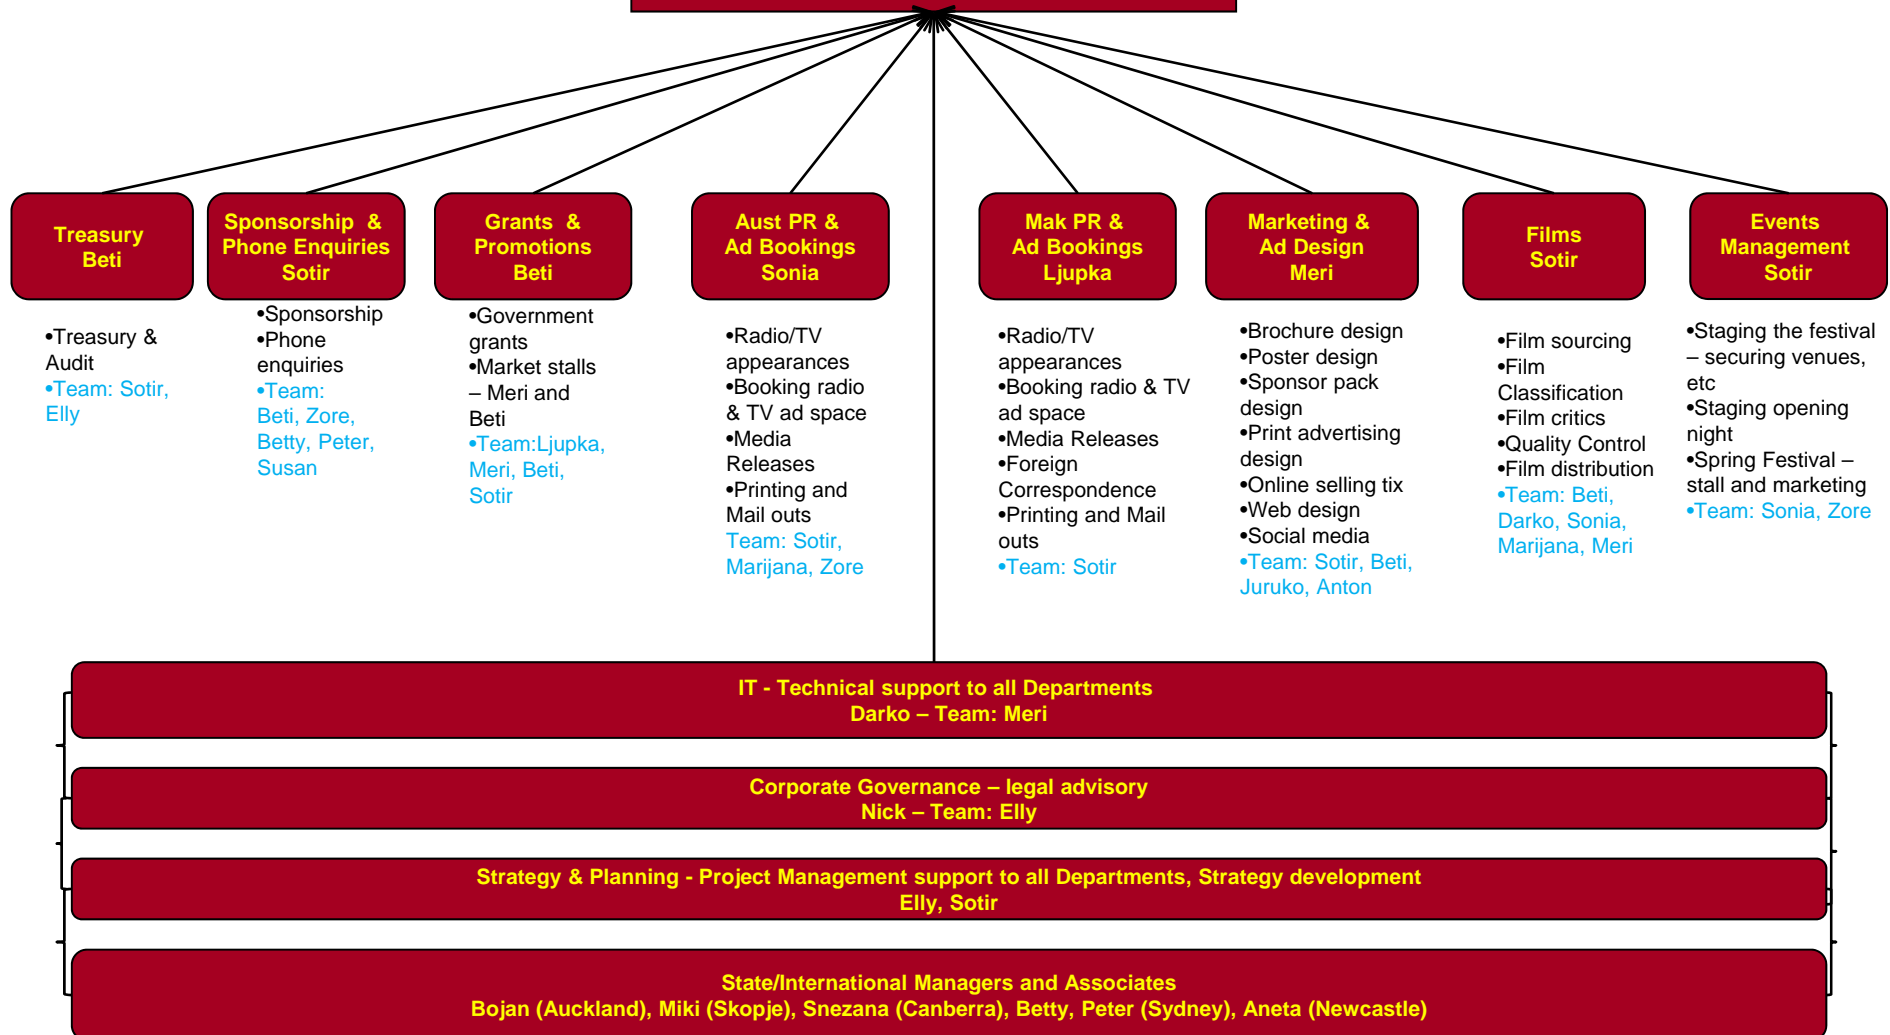 Treasury
Beti
Sponsorship &
Phone Enquiries
Sotir
Grants &
Promotions
Beti
Aust PR &
Ad Bookings
Sonia
Mak PR &
Ad Bookings
Ljupka
Marketing &
Ad Design
Meri
Films
Sotir
Events
Management
Sotir
•Treasury &
Audit
•Team: Sotir,
Elly
•Sponsorship
•Phone
enquiries
•Team:
Beti, Zore,
Betty, Peter,
Susan
•Government
grants
•Market stalls
– Meri and
Beti
•Team:Ljupka,
Meri, Beti,
Sotir
•Radio/TV
appearances
•Booking radio
& TV ad space
•Media
Releases
•Printing and
Mail outs
Team: Sotir,
Marijana, Zore
•Radio/TV
appearances
•Booking radio & TV
ad space
•Media Releases
•Foreign
Correspondence
•Printing and Mail
outs
•Team: Sotir
•Brochure design
•Poster design
•Sponsor pack
design
•Print advertising
design
•Online selling tix
•Web design
•Social media
•Team: Sotir, Beti,
Juruko, Anton
•Film sourcing
•Film
Classification
•Film critics
•Quality Control
•Film distribution
•Team: Beti,
Darko, Sonia,
Marijana, Meri
•Staging the festival
– securing venues,
etc
•Staging opening
night
•Spring Festival –
stall and marketing
•Team: Sonia, Zore
IT - Technical support to all Departments
Darko – Team: Meri
Corporate Governance – legal advisory
Nick – Team: Elly
Strategy & Planning - Project Management support to all Departments, Strategy development
Elly, Sotir
State/International Managers and Associates
Bojan (Auckland), Miki (Skopje), Snezana (Canberra), Betty, Peter (Sydney), Aneta (Newcastle)